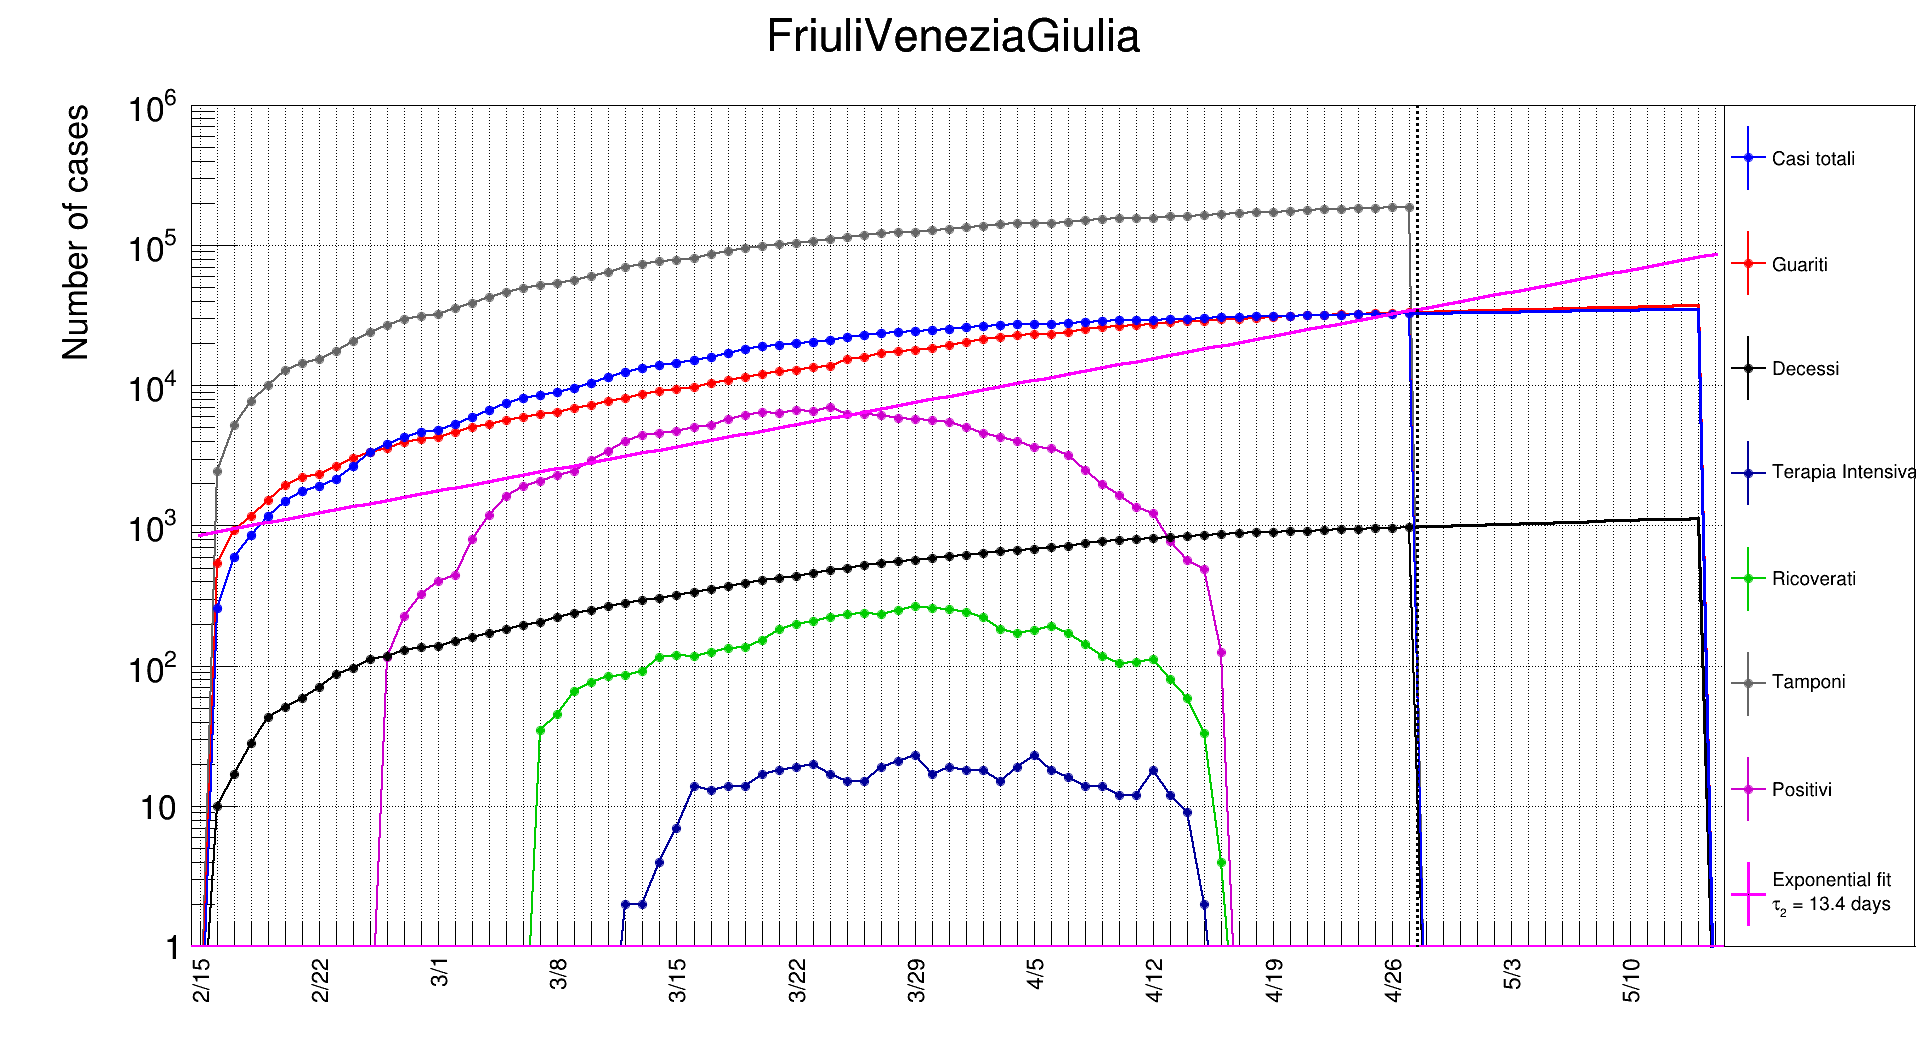 FriuliVeneziaGiulia
Number of cases
10^6
10^5
10^4
10^3
10^2
10
1
2/15
2/22
3/1
3/8
3/15
3/22
3/29
4/5
4/12
4/19
4/26
5/3
5/10
Casi totali
Guariti
Decessi
Terapia Intensiva
Ricoverati
Tamponi
Positivi
Exponential fit
τ_2 = 13.4 days